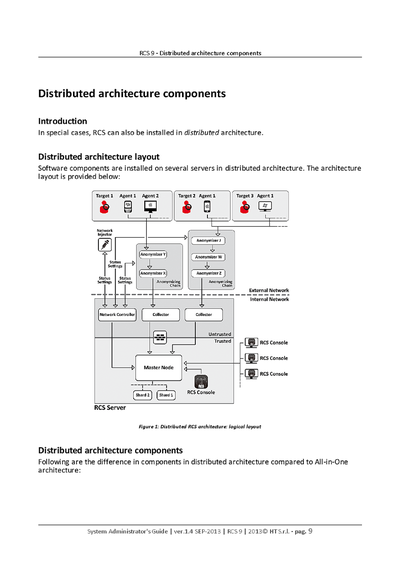 RCS 9 - Distributed architecture components
Distributed architecture components
Introduction
In special cases, RCS can also be installed in distributed architecture.
Distributed architecture layout
Software components are installed on several servers in distributed architecture. The architecture
layout is provided below:
Target 1 Agent 1 Agent 2 Target 2 Agent 1 Target 3 Agent 3
Network
Injector
Anonymizer 1
Anonymizer Y
Anonymizer W
Status
Settings
Anonymizer X
Anonymizer Z
Status
Settings
Status
Settings
Anonymizing
Chain
Anonymizing
Chain
External Network
Internal Network
Network Controller
Collector
Collector
Untrusted
Trusted
RCS Console
RCS Console
Master Node
RCS Console
RCS Console
Shard 2
Shard 1
RCS Server
Figure 1: Distributed RCS architecture: logical layout
Distributed architecture components
Following are the difference in components in distributed architecture compared to All-in-One
architecture:
System Administrator's Guide | ver.1.4 SEP-2013 | RCS 9 | 2013© HT S.r.l. - pag. 9